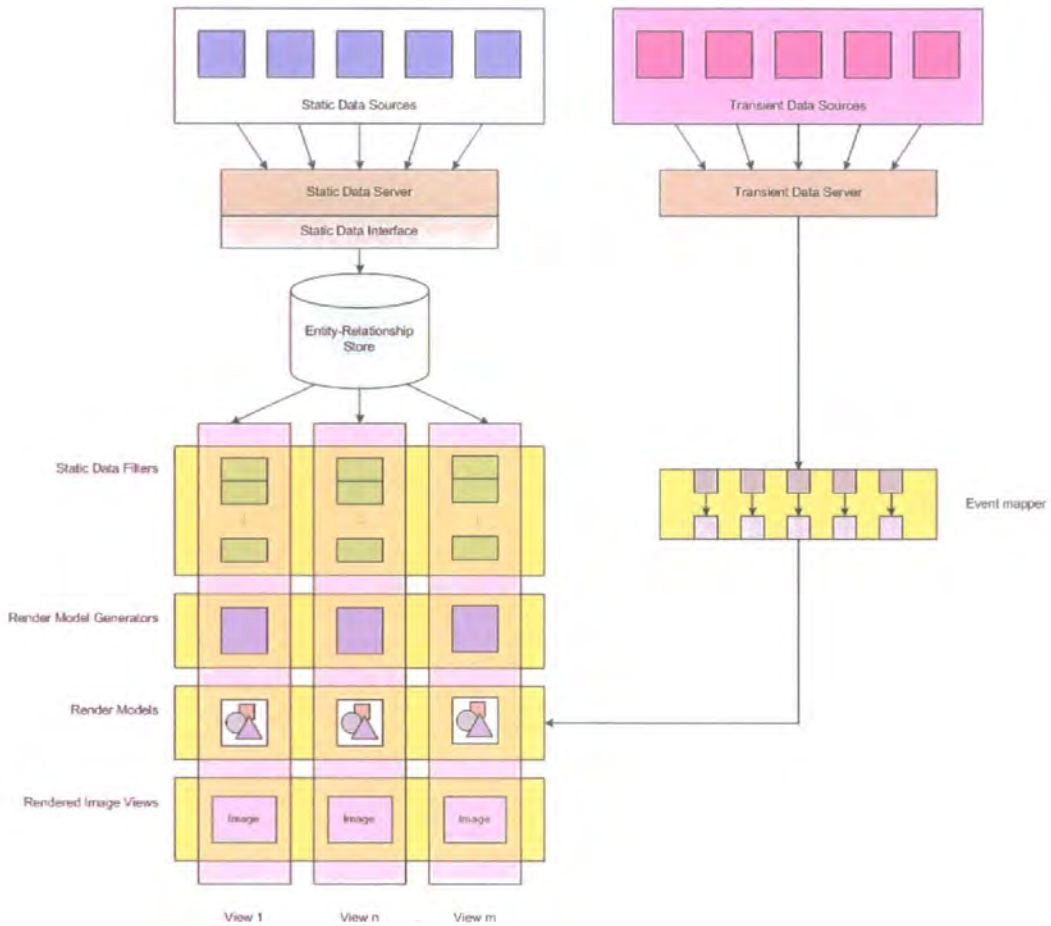 Static Data Sources
Transient Data Sources
Static Data Server
Transient Data Server
Static Data Interface
Entity-Relationship
Store
Static Data Filters
Event mapper
Render Model Generators
Render Models
Rendered Image Views
Image
Image
Image
View 1
View n
View m